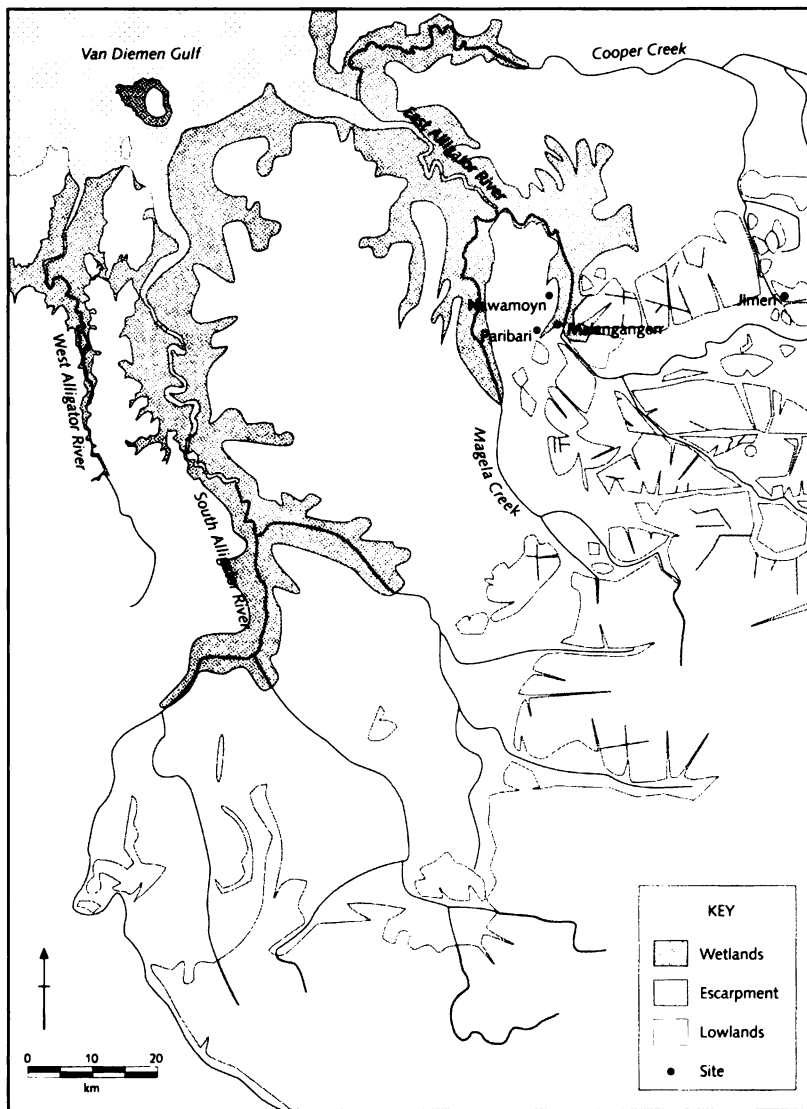 Van Diemen Gulf
Cooper Creek
East Alligator River
Nawamoyn
Jimeri
Paribari
Malangangerr
West Alligator River
Magela Creek
South Alligator River
KEY
Wetlands
Escarpment
Lowlands
Site
0 10 20
km